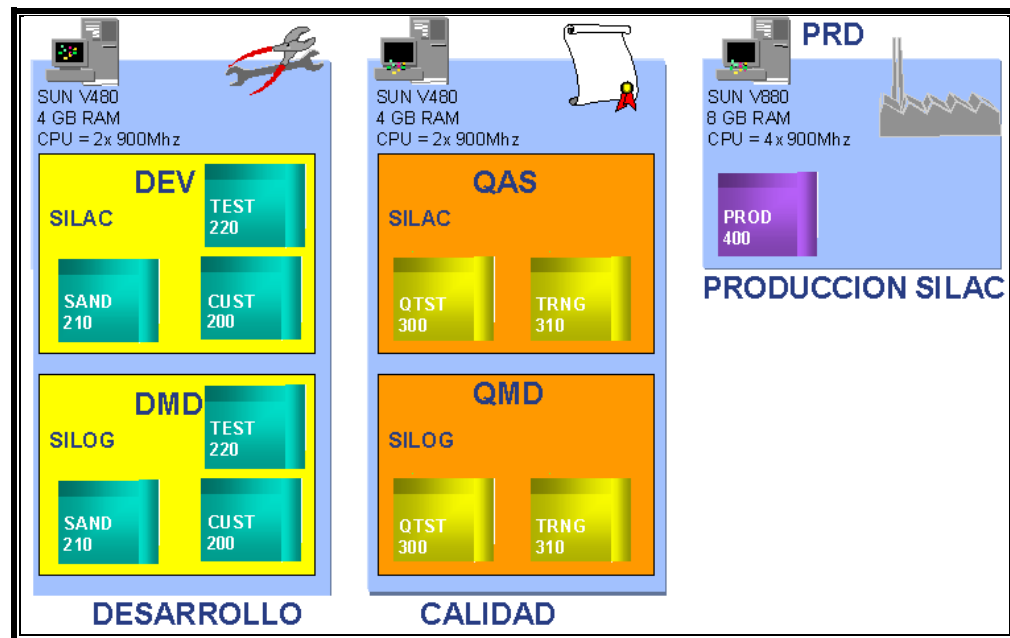 SUN V480
4 GB RAM
CPU = 2x 900Mhz
DEV
SILAC
TEST
220
SAND
210
CUST
200
DMD
SILOG
TEST
220
SAND
210
CUST
200
DESARROLLO
SUN V480
4 GB RAM
CPU = 2x 900Mhz
QAS
SILAC
QTST
300
TRNG
310
QMD
SILOG
QTST
300
TRNG
310
CALIDAD
PRD
SUN V880
8 GB RAM
CPU = 4x 900Mhz
PROD
400
PRODUCCION SILAC